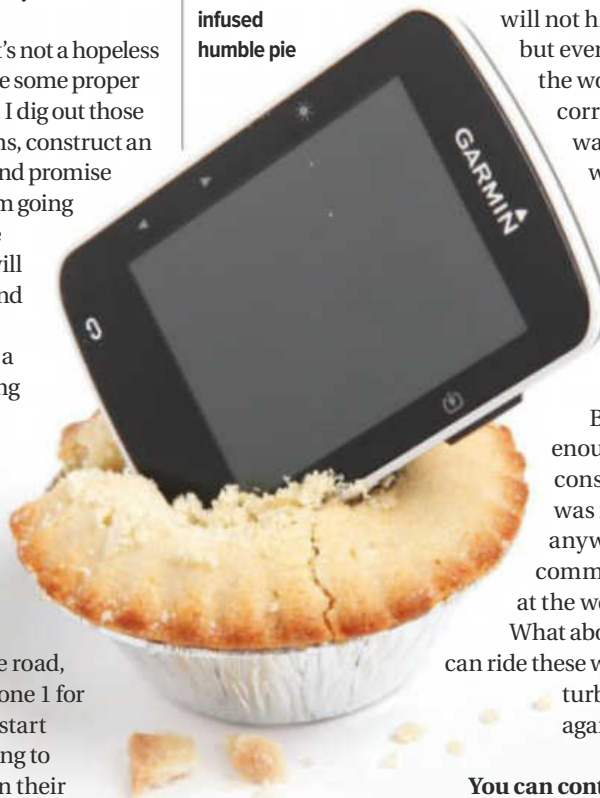 infused
humble pie
t's not a hopeless
e some proper
I dig out those
ns, construct an
nd promise
m going
will
nd
a
ng
e road,
one 1 for
start
ng to
n their
GARMIN
will not h
but ever
the wo
corr
wa
w
B
enou
cons
was
anyw
comm
at the wo
What abo
can ride these w
turb
agai
You can cont